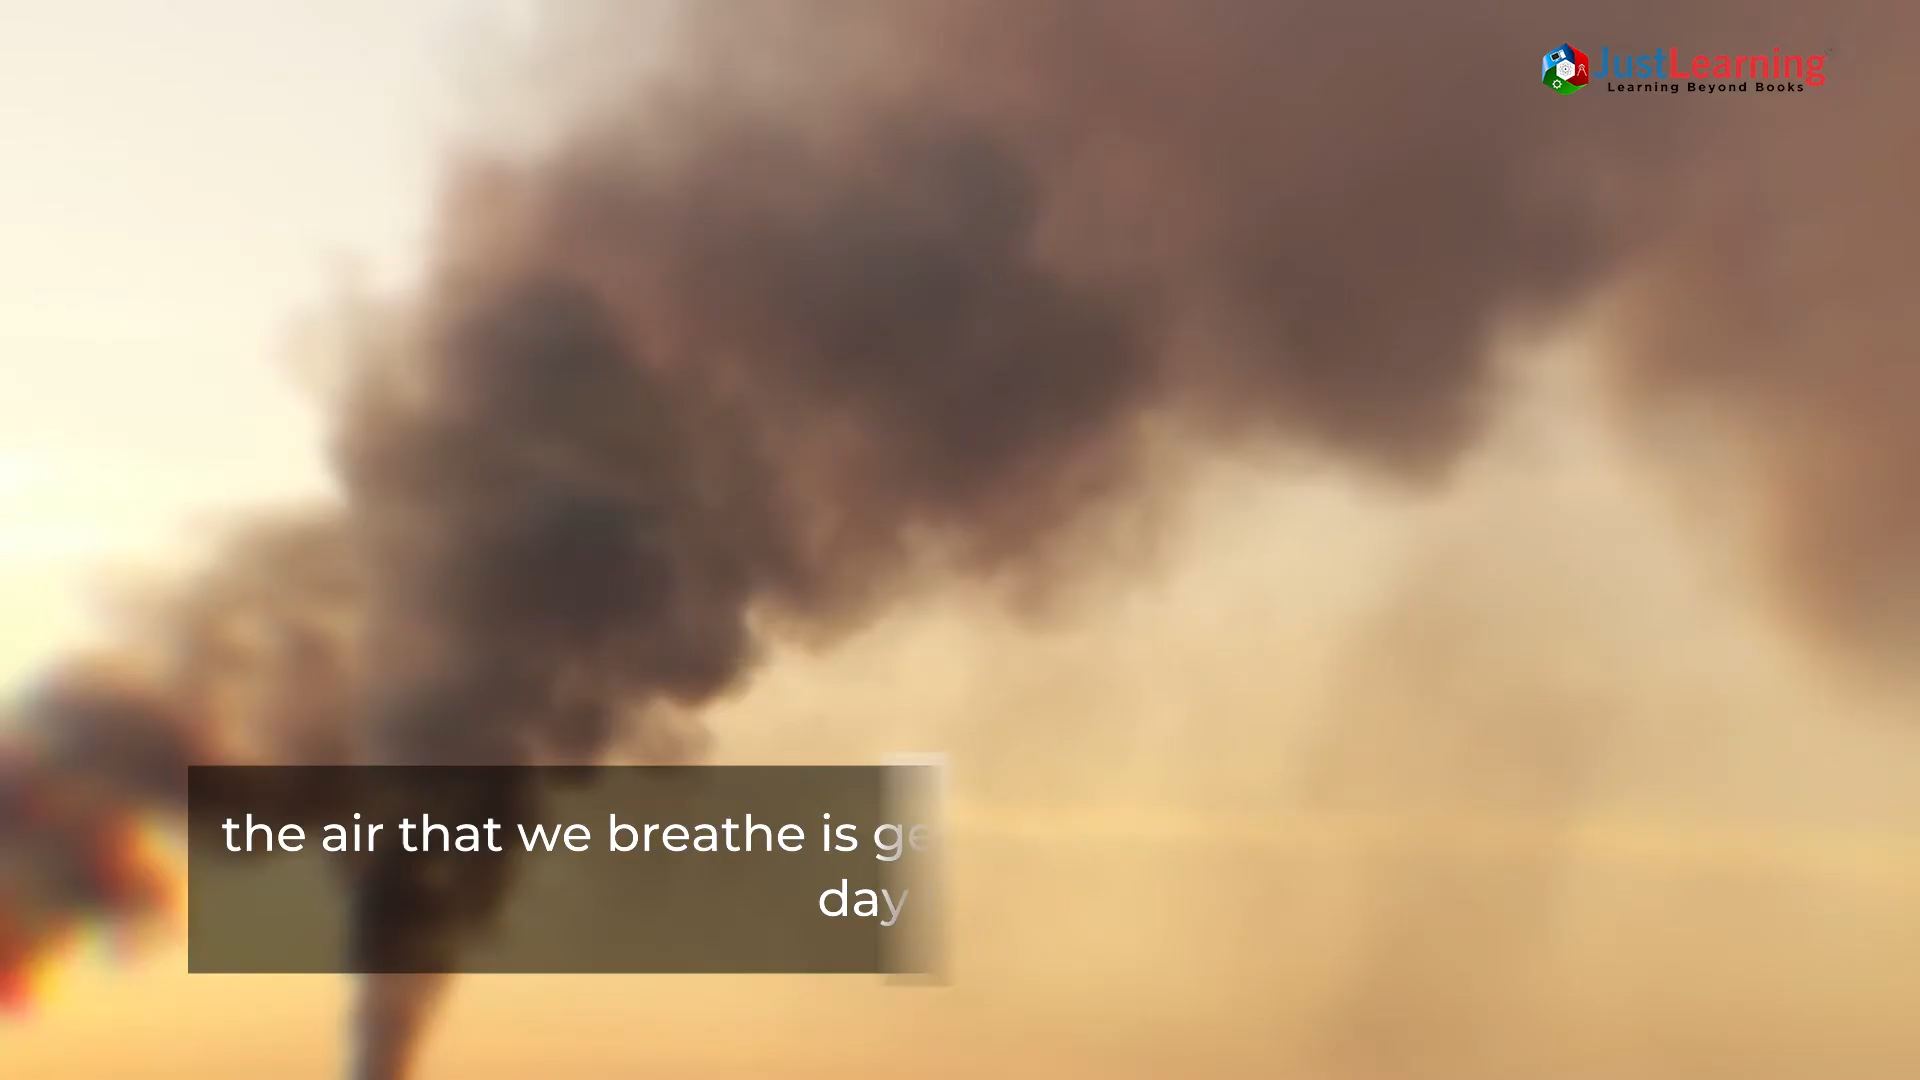 JustLearning
Learning Beyond Books
the air that we breathe is
day